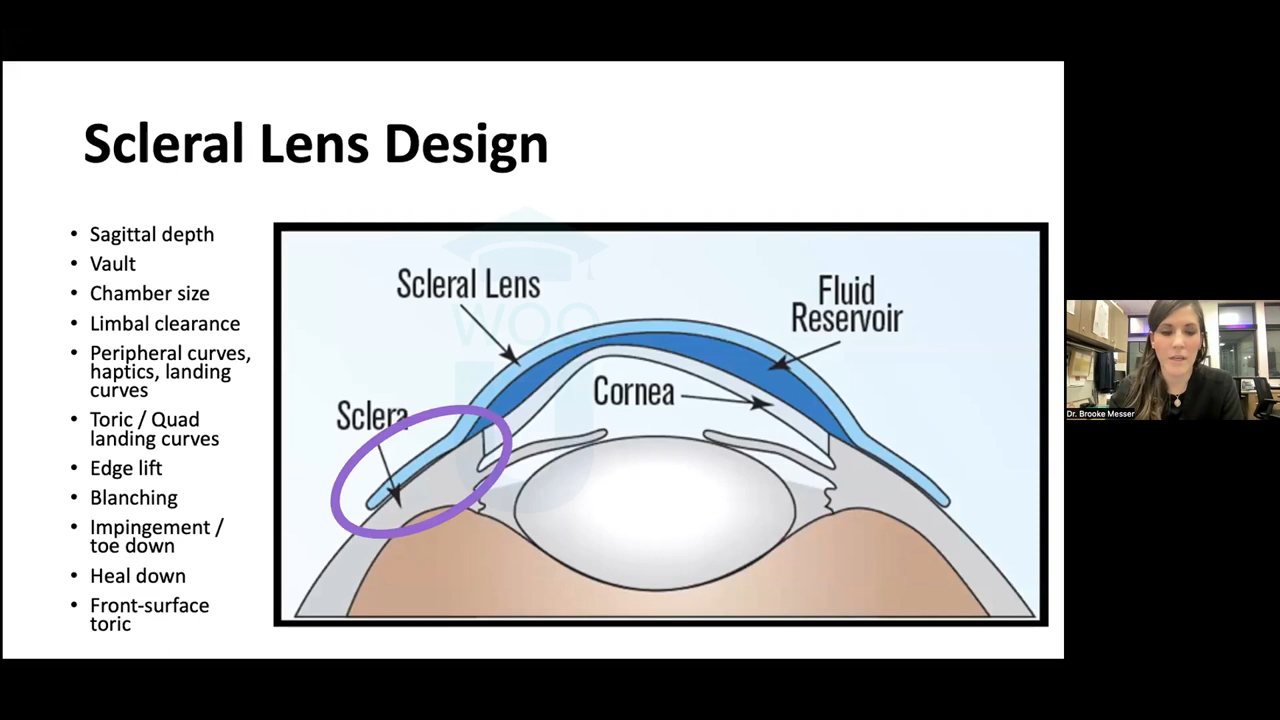 Scleral Lens Design
• Sagittal depth
• Vault
• Chamber size
• Limbal clearance
• Peripheral curves,
haptics, landing
curves
• Toric / Quad
landing curves
• Edge lift
• Blanching
• Impingement /
toe down
• Heal down
• Front-surface
toric
Scleral Lens
Fluid
Reservoir
Cornea
Sclera
WOO
U
Dr. Brooke Messer